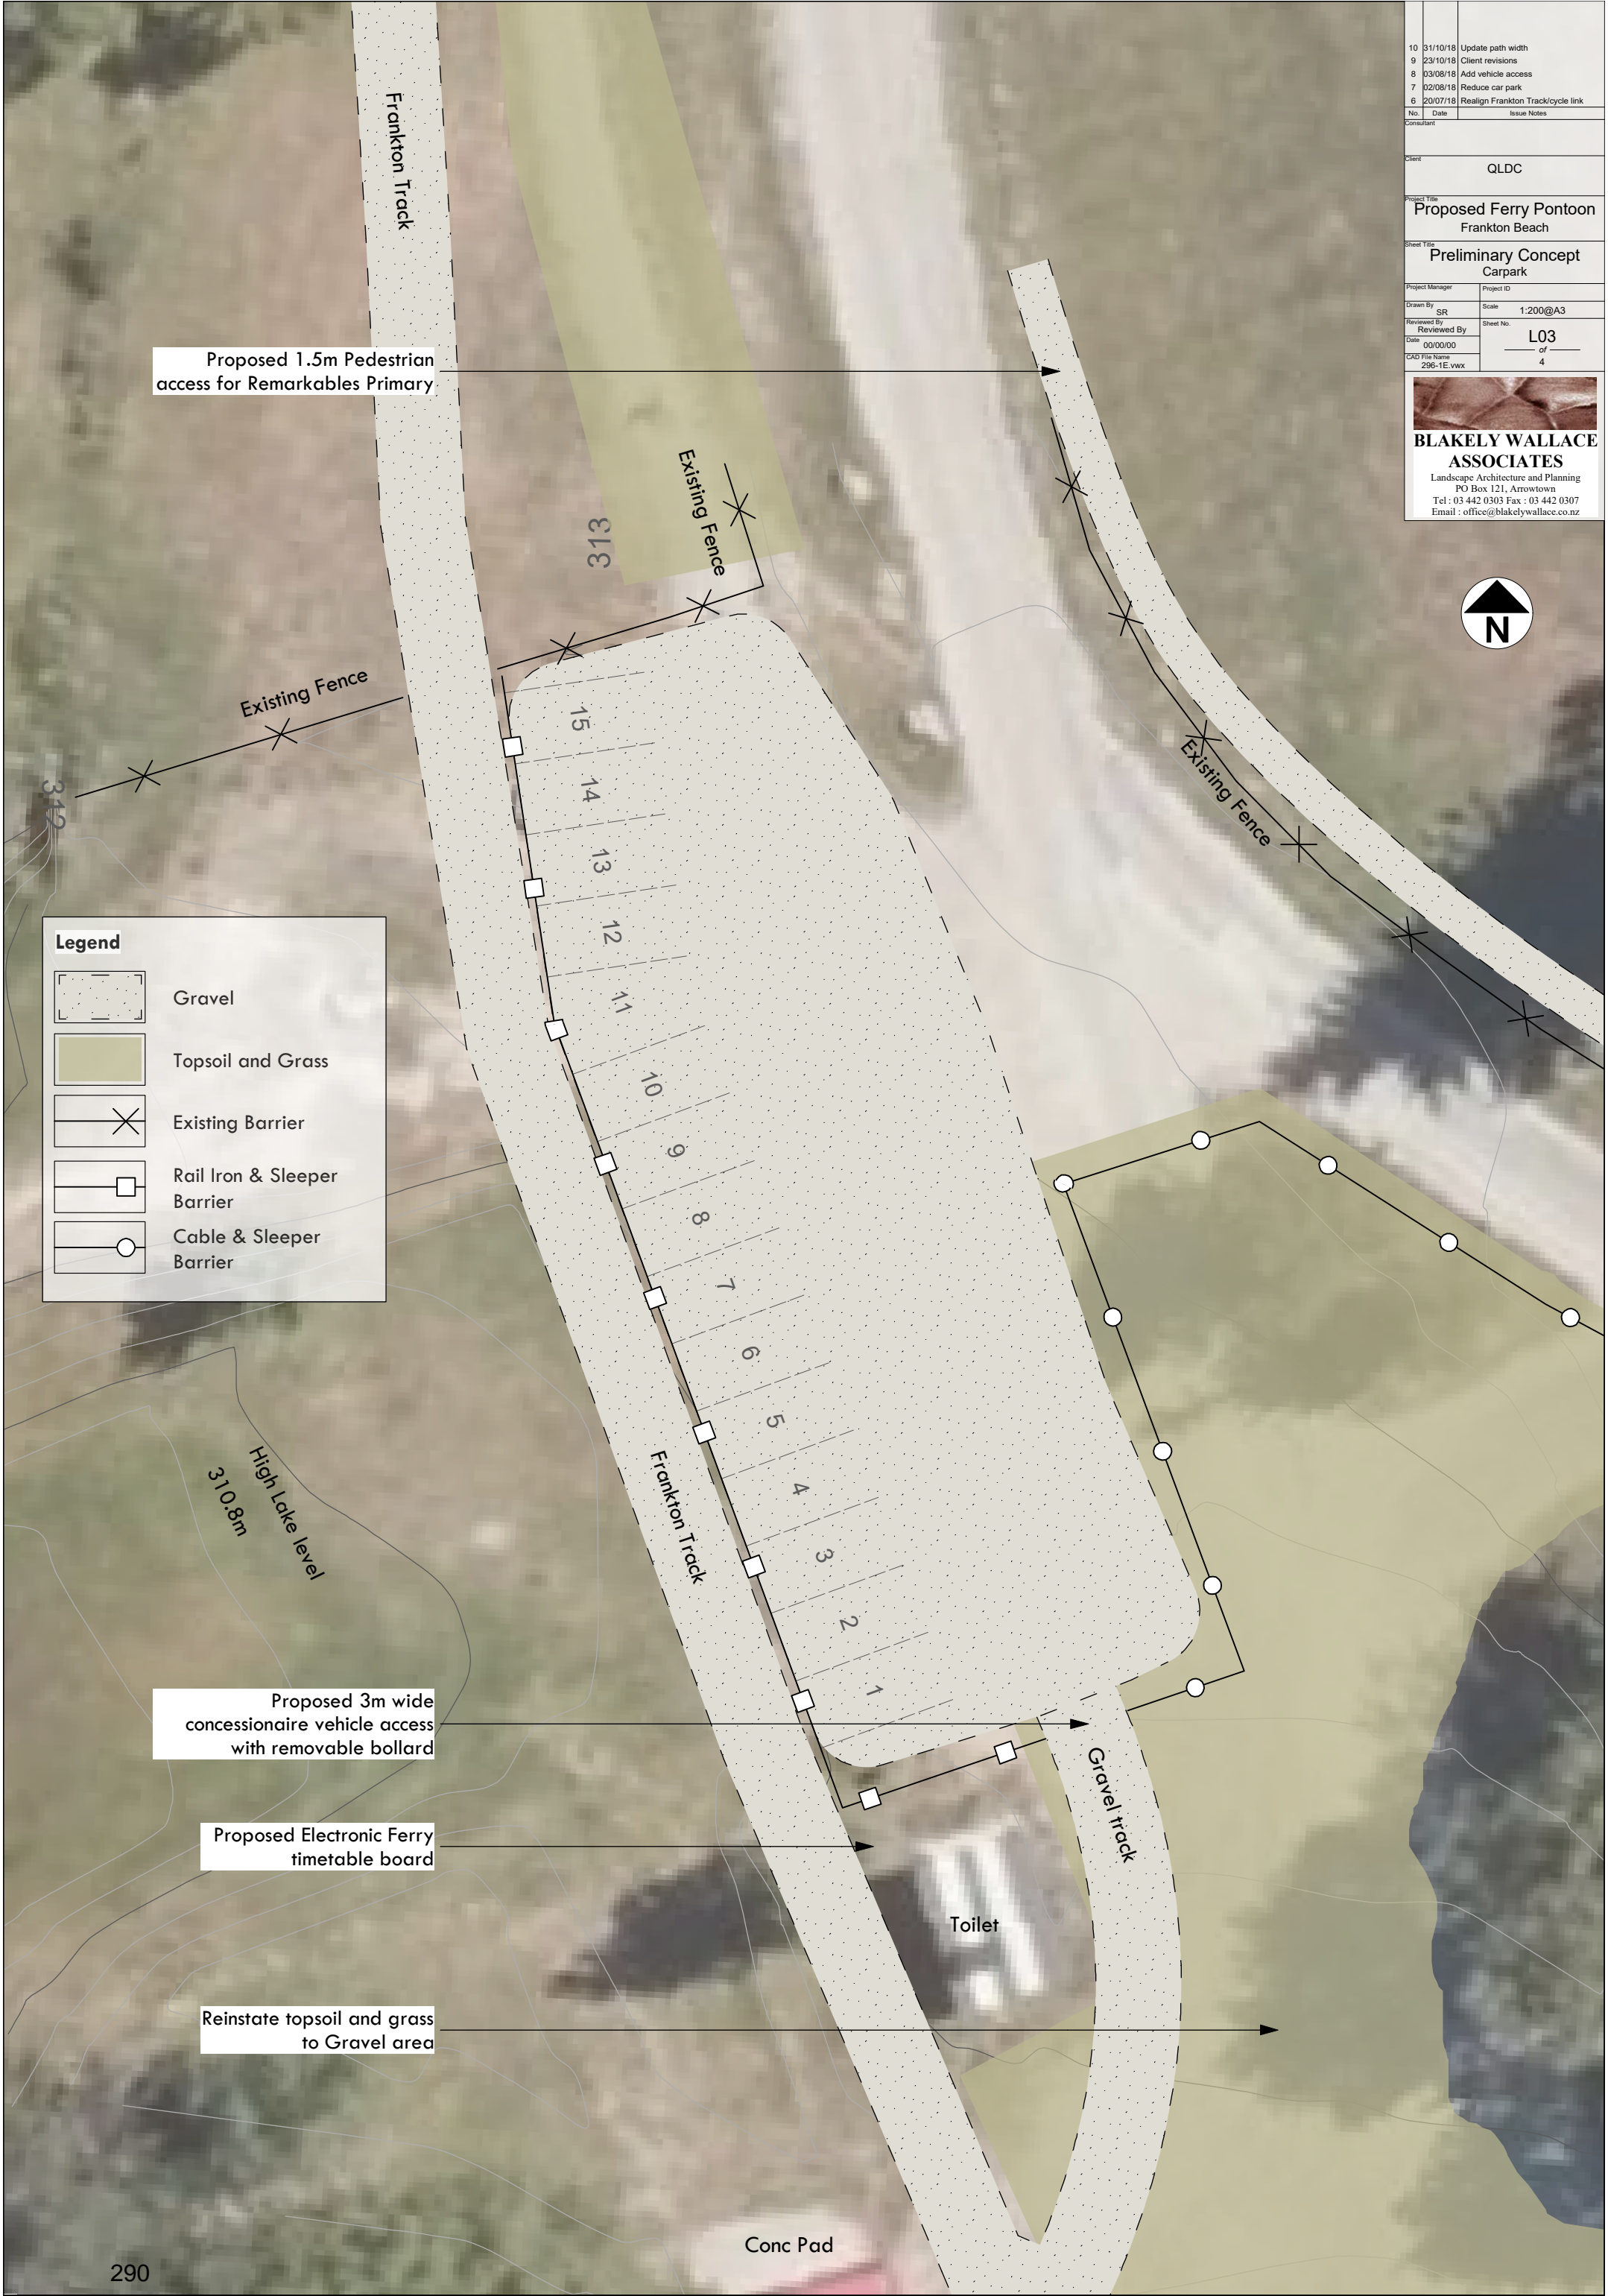 10 31/10/18 Update path width
9 23/10/18 Client revisions
8 03/08/18 Add vehicle access
7 02/08/18 Reduce car park
6 20/07/18 Realign Frankton Track/cycle link
No. Date Issue Notes
Consultant
Client
QLDC
Project Title
Proposed Ferry Pontoon
Frankton Beach
Sheet Title
Preliminary Concept
Carpark
Project Manager
Project ID
Drawn By
SR
Scale
1:200@A3
Reviewed By
Reviewed By
Sheet No.
L03
of
4
Date
00/00/00
CAD File Name
296-1E.vwx
BLAKELY WALLACE
ASSOCIATES
Landscape Architecture and Planning
PO Box 121, Arrowtown
Tel : 03 442 0303 Fax : 03 442 0307
Email : office@blakelywallace.co.nz
N
Frankton Track
Proposed 1.5m Pedestrian
access for Remarkables Primary
Existing Fence
313
Existing Fence
312
Existing Fence
15
14
13
12
11
10
9
8
7
6
5
4
3
2
1
Legend
Gravel
Topsoil and Grass
Existing Barrier
Rail Iron & Sleeper
Barrier
Cable & Sleeper
Barrier
High Lake level
310.8m
Frankton Track
Proposed 3m wide
concessionaire vehicle access
with removable bollard
Gravel track
Proposed Electronic Ferry
timetable board
Toilet
Reinstate topsoil and grass
to Gravel area
Conc Pad
290